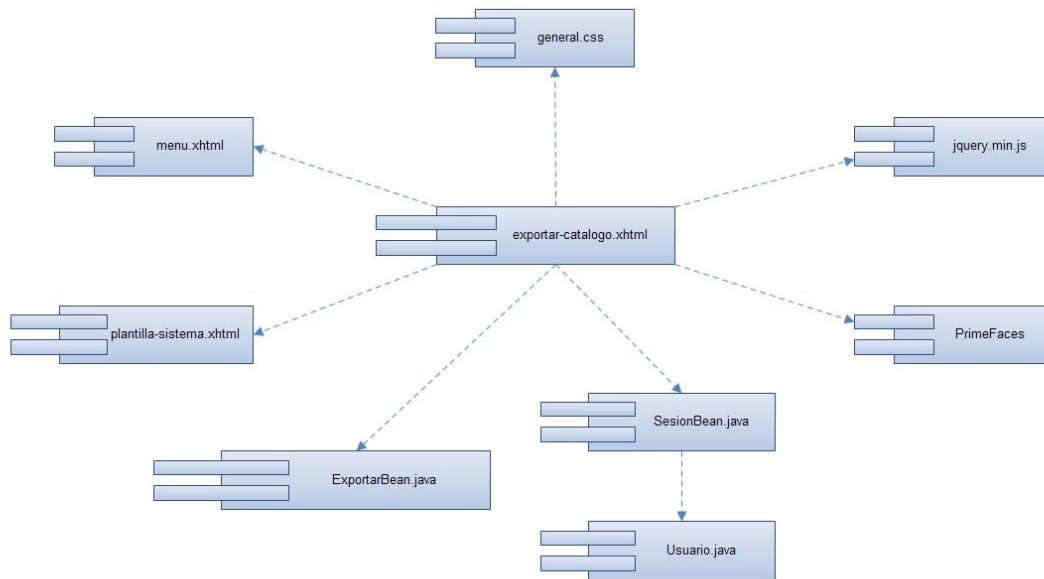 general.css
menu.xhtml
jquery.min.js
exportar-catalogo.xhtml
plantilla-sistema.xhtml
PrimeFaces
SesionBean.java
ExportarBean.java
Usuario.java